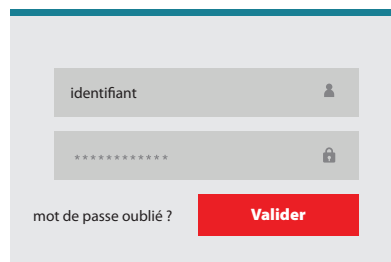 identifiant
************
mot de passe oublié ?
Valider